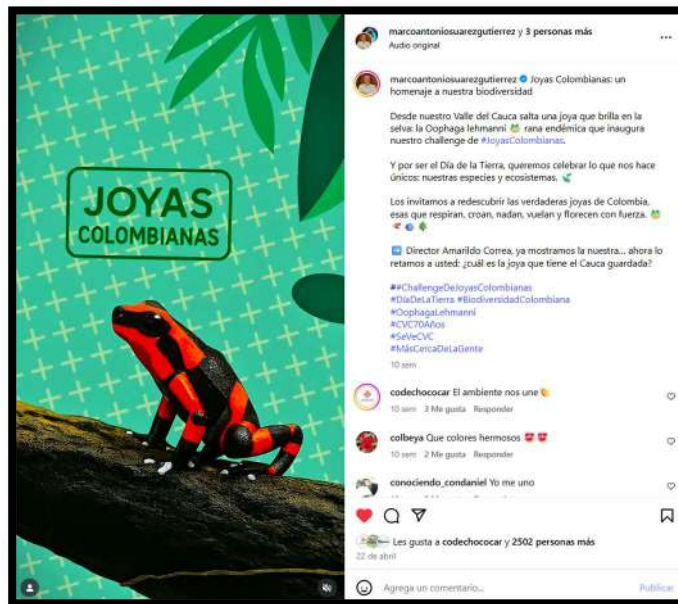 JOYAS
COLOMBIANAS
marcoantoniosuarezgutierrez y 3 personas más
Audio original
marcoantoniosuarezgutierrez Joyas Colombianas: un
homenaje a nuestra biodiversidad
Desde nuestro Valle del Cauca salta una joya que brilla en la
selva: la Oophaga lehmanni 🐸 rana endémica que inaugura
nuestro challenge de #JoyasColombianas.
Y por ser el Día de la Tierra, queremos celebrar lo que nos hace
únicos: nuestras especies y ecosistemas. 🌿
Los invitamos a redescubrir las verdaderas joyas de Colombia,
esas que respiran, croan, nadan, vuelan y florecen con fuerza. 🐸
➡️ Director Amarildo Correa, ya mostramos la nuestra... ahora lo
retamos a usted: ¿cuál es la joya que tiene el Cauca guardada?
##ChallengeDeJoyasColombianas
#DíaDeLaTierra #BiodiversidadColombiana
#OophagaLehmanni
#CVC70Años
#SeVeCVC
#MásCercaDeLaGente
10 sem
codechococar El ambiente nos une
10 sem 3 Me gusta Responder
colbeya Que colores hermosos
10 sem 2 Me gusta Responder
conociendo_condaniel Yo me uno
Les gusta a codechococar y 2502 personas más
22 de abril
Agrega un comentario...
Publicar